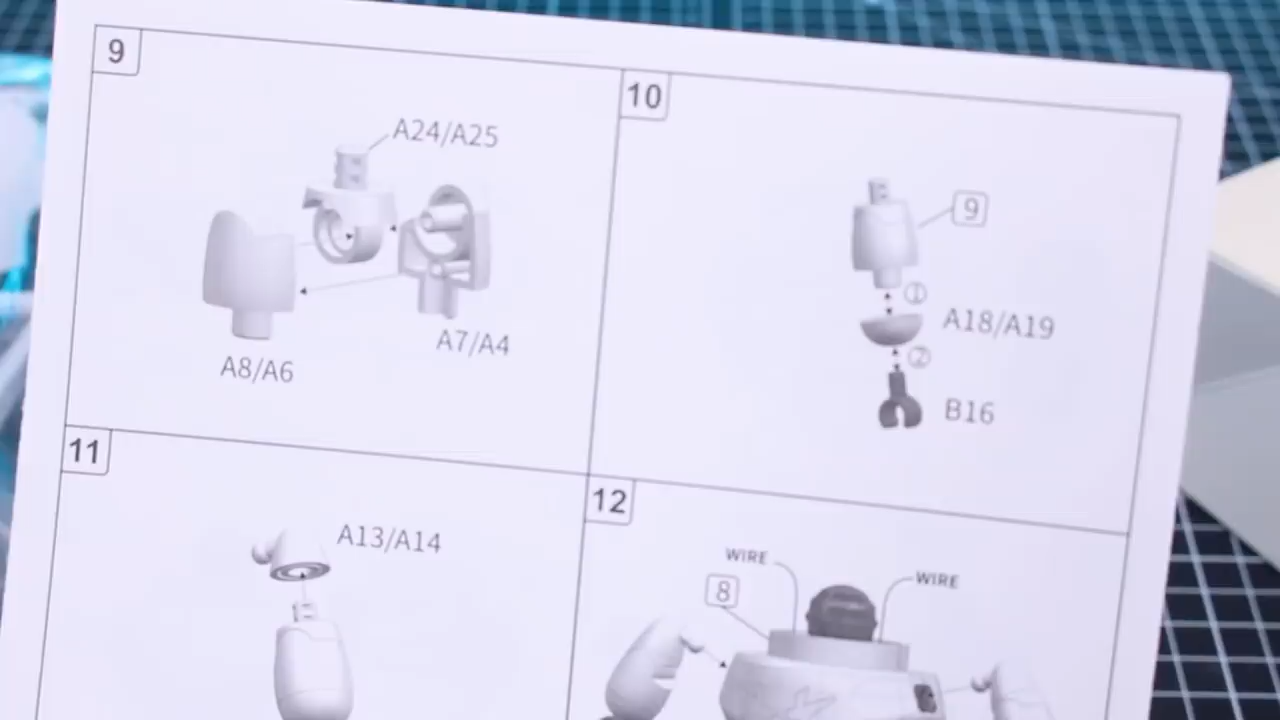 9
A24/A25
A7/A4
A8/A6
10
9
①
A18/A19
②
B16
11
A13/A14
12
WIRE
WIRE
8